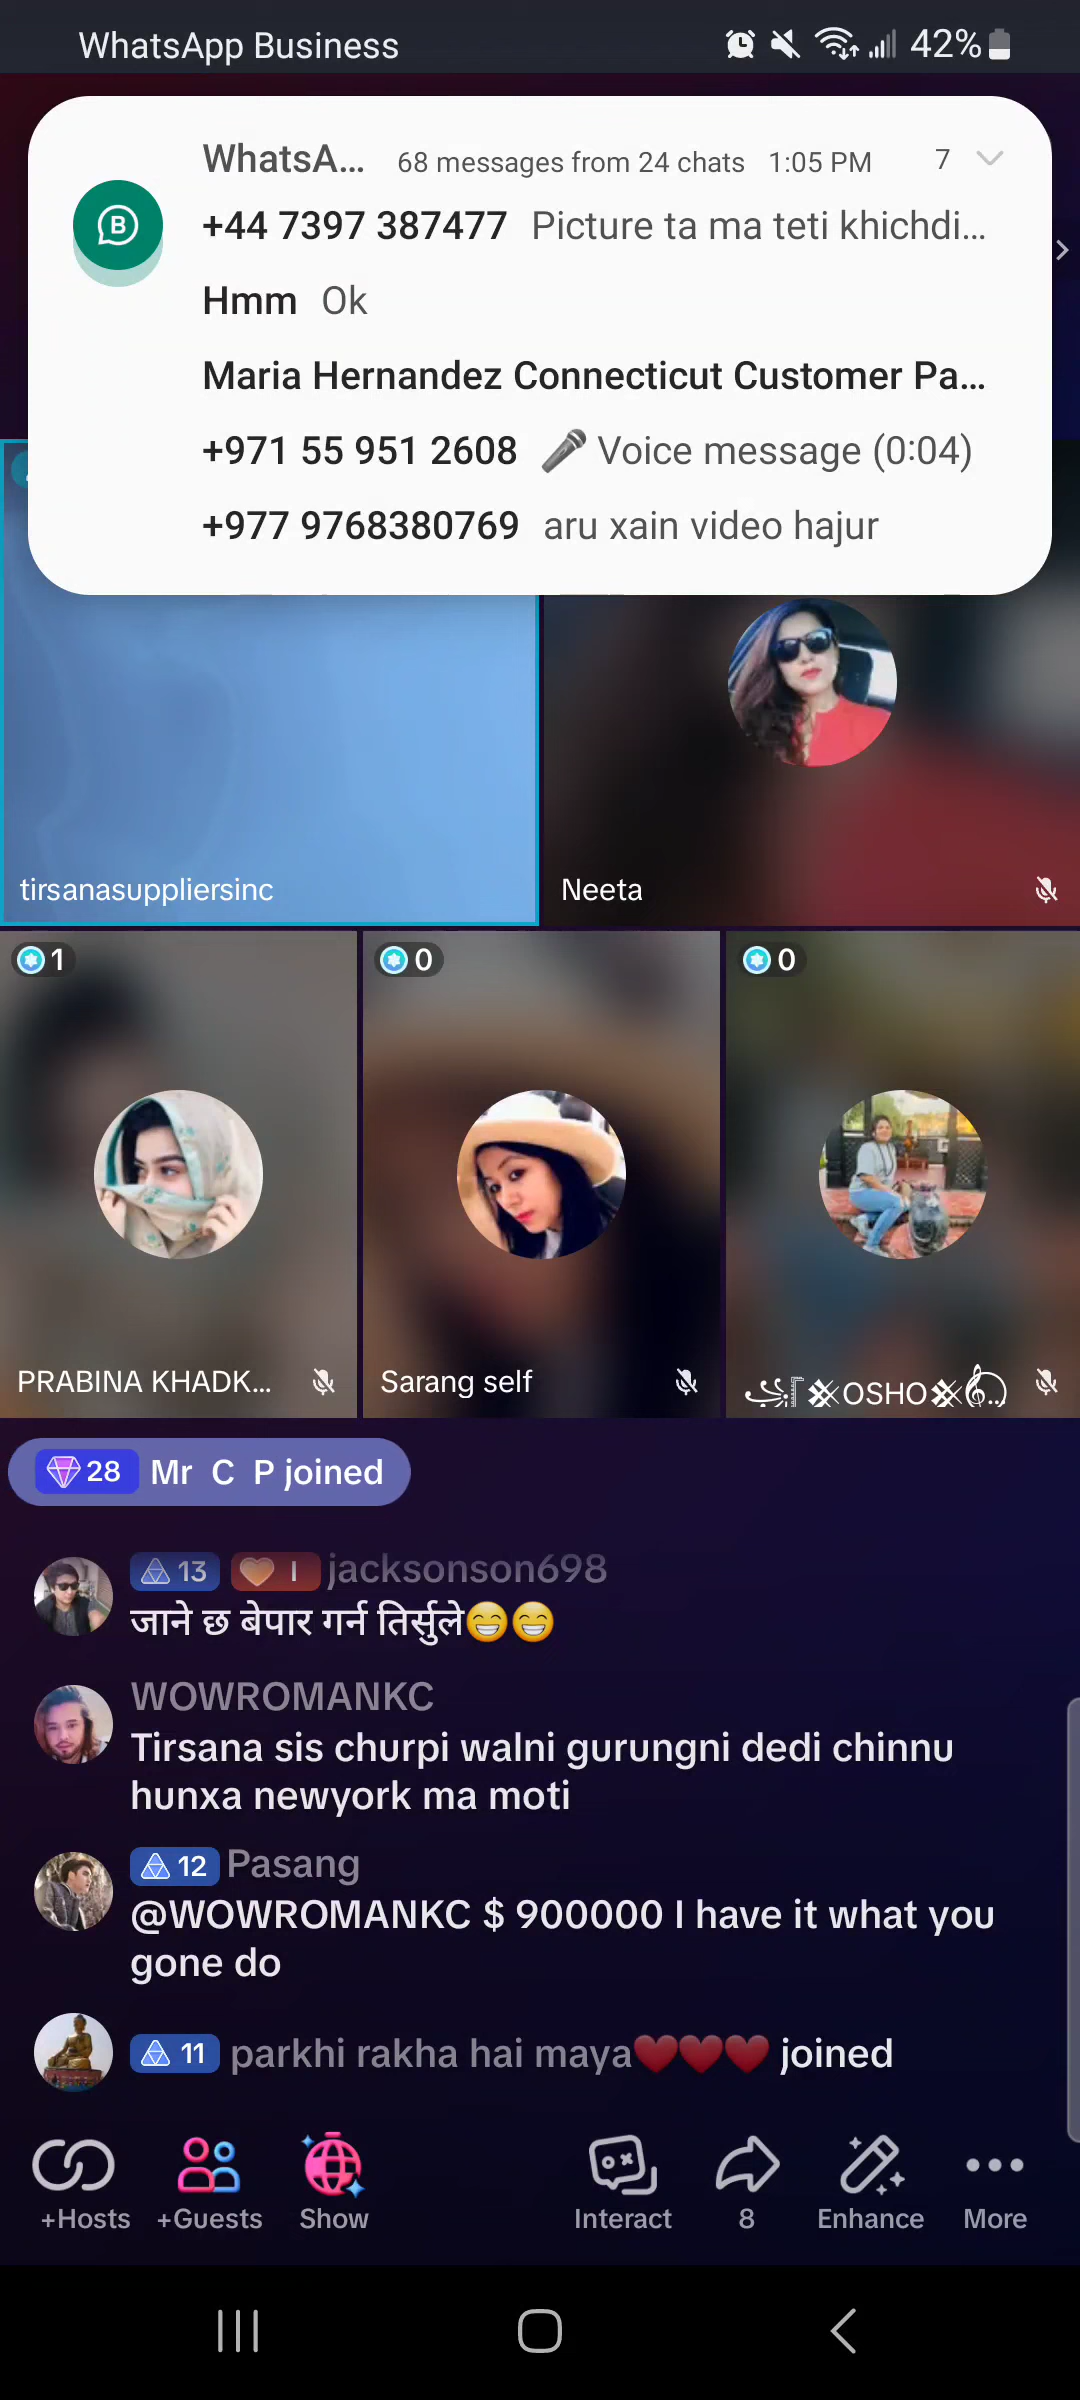 WhatsApp Business 42%
WhatsA... 68 messages from 24 chats 1:05 PM 7
+44 7397 387477 Picture ta ma teti khichdi...
Hmm Ok
Maria Hernandez Connecticut Customer Pa...
+971 55 951 2608 Voice message (0:04)
+977 9768380769 aru xain video hajur
tirsanasuppliersinc
Neeta
1
0
0
PRABINA KHADK...
Sarang self
OSHO
28 Mr C P joined
13 I jacksonson698
जाने छ बेपार गर्न तिर्सुले😁😁
WOWROMANKC
Tirsana sis churpi walni gurungni dedi chinnu
hunxa newyork ma moti
12 Pasang
@WOWROMANKC $ 900000 I have it what you
gone do
11 parkhi rakha hai maya❤️❤️❤️ joined
+Hosts
+Guests
Show
Interact
8
Enhance
More